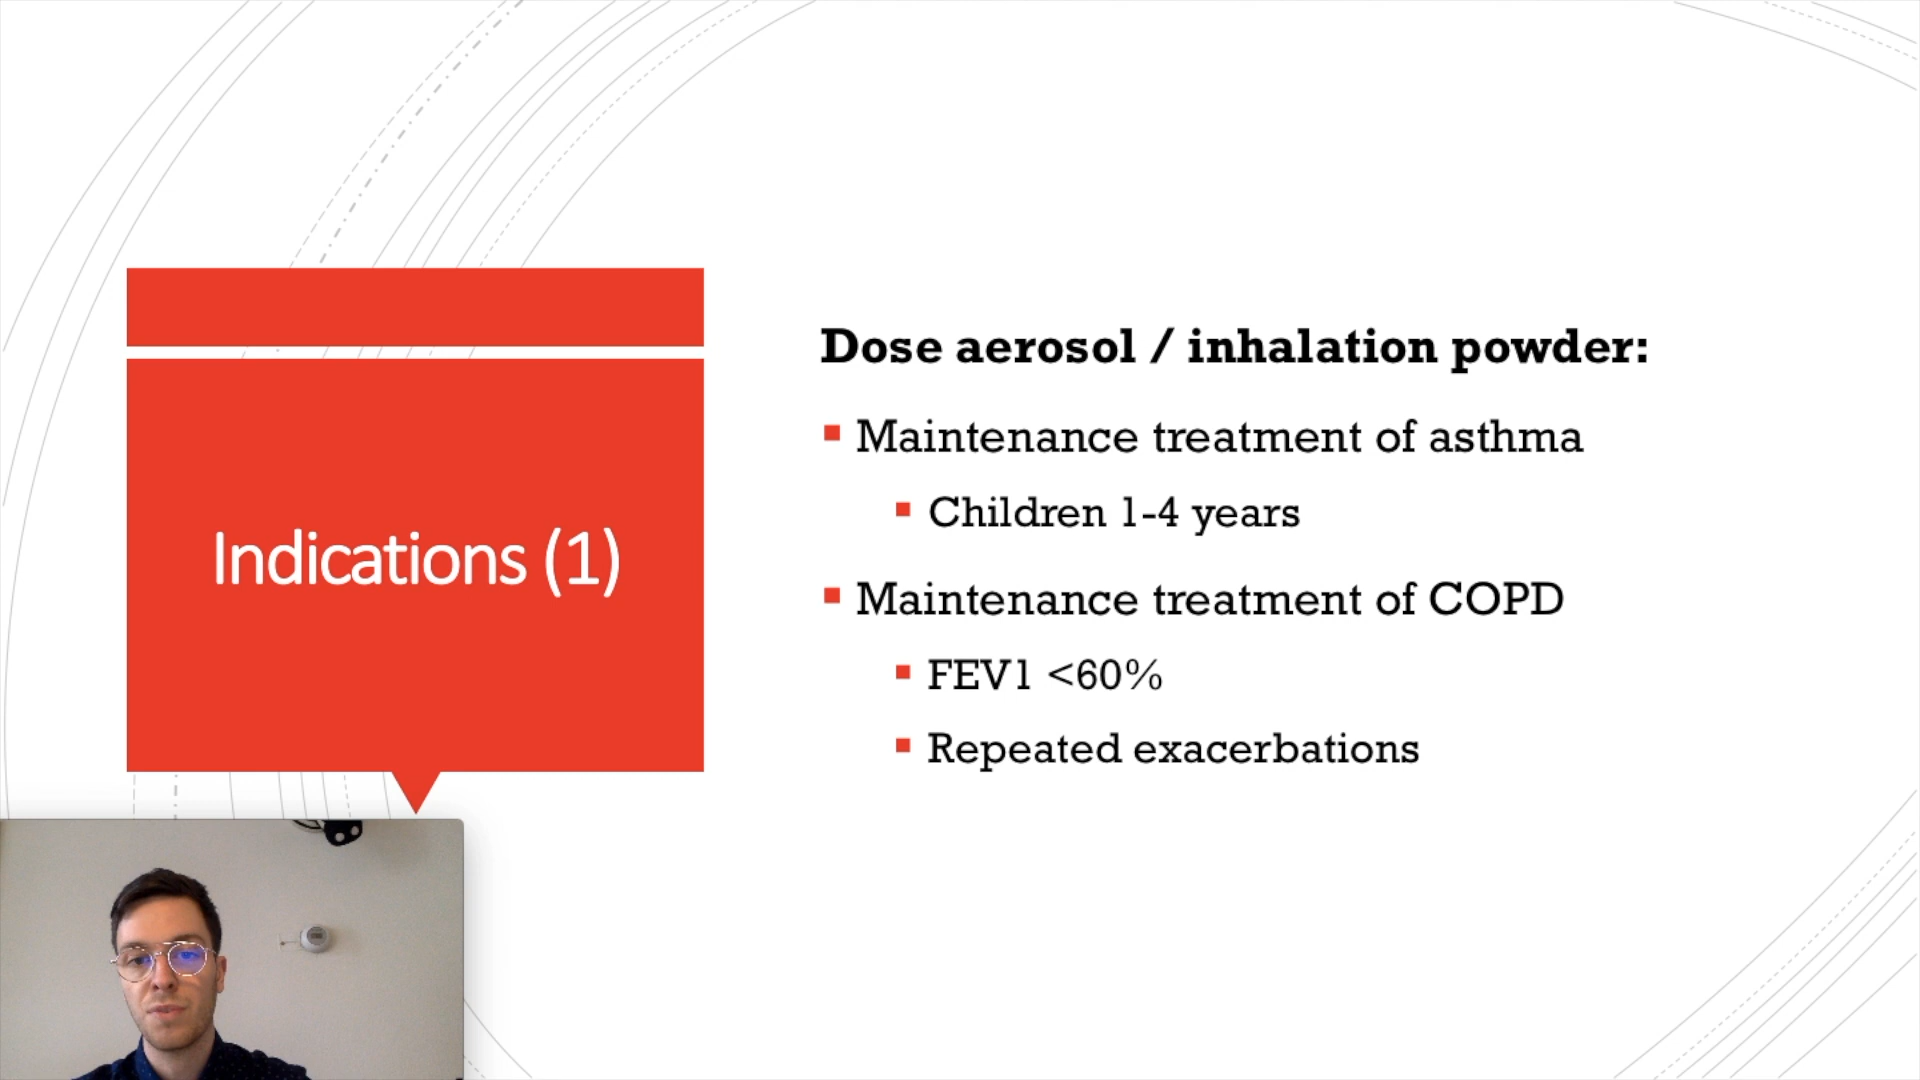 Indications (1)
Dose aerosol / inhalation powder:
Maintenance treatment of asthma
Children 1-4 years
Maintenance treatment of COPD
FEV1 <60%
Repeated exacerbations